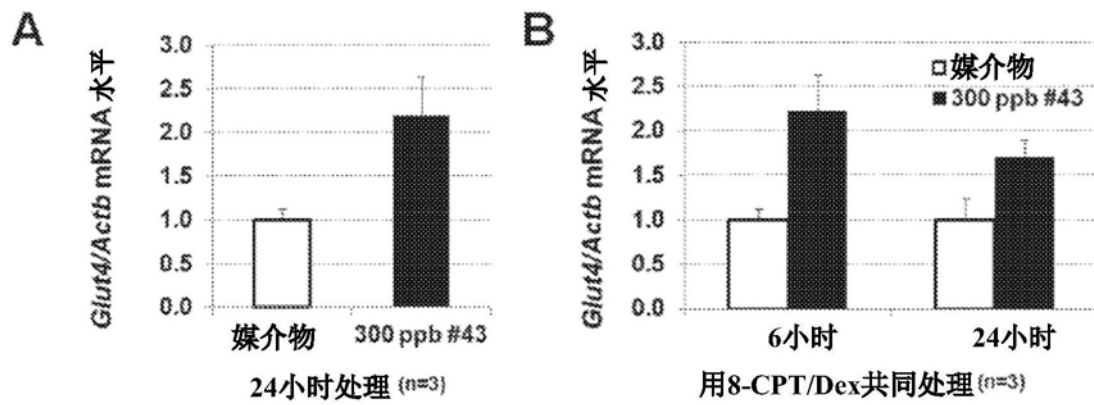 A
Glut4/Actb mRNA 水平
3.0
2.5
2.0
1.5
1.0
0.5
0.0
媒介物
300 ppb #43
24小时处理 (n=3)
B
Glut4/Actb mRNA 水平
3.0
2.5
2.0
1.5
1.0
0.5
0.0
媒介物
300 ppb #43
6小时
24小时
用8-CPT/Dex共同处理 (n=3)